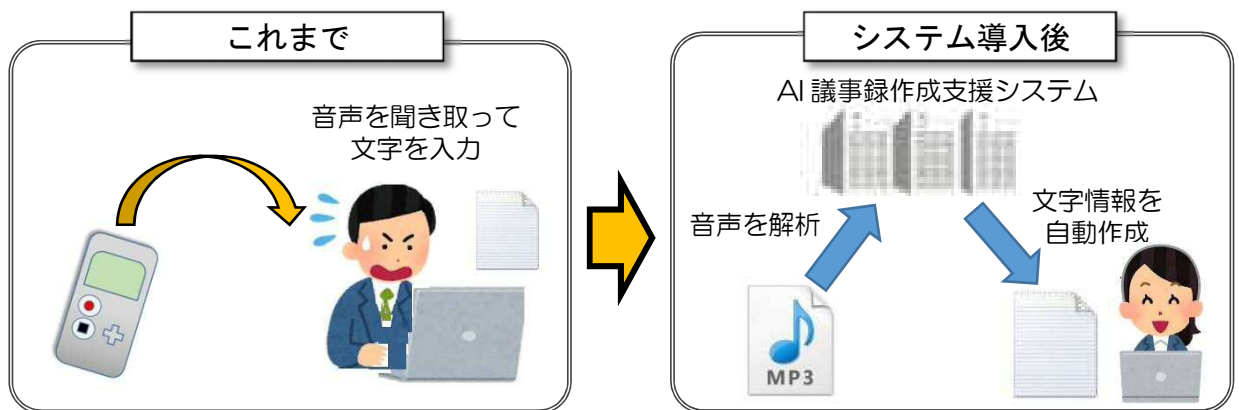 これまで
音声を聞き取って
文字を入力
システム導入後
AI 議事録作成支援システム
音声を解析
文字情報を
自動作成
MP3